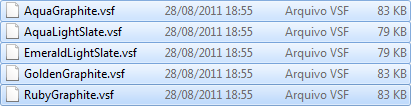 AquaGraphite.vsf 28/08/2011 18:55 Arquivo VSF 83 KB
AquaLightSlate.vsf 28/08/2011 18:55 Arquivo VSF 79 KB
EmeraldLightSlate.vsf 28/08/2011 18:55 Arquivo VSF 79 KB
GoldenGraphite.vsf 28/08/2011 18:55 Arquivo VSF 83 KB
RubyGraphite.vsf 28/08/2011 18:55 Arquivo VSF 83 KB